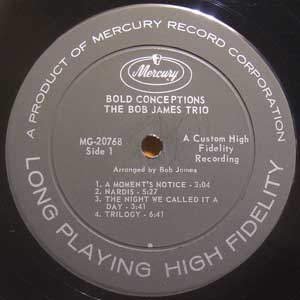 A PRODUCT OF MERCURY RECORD CORPORATION
Mercury
BOLD CONCEPTIONS
THE BOB JAMES TRIO
MG-20768
Side 1
A Custom High
Fidelity
Recording
Arranged by Bob James
1. A MOMENT'S NOTICE - 3:04
2. NARDIS - 5:27
3. THE NIGHT WE CALLED IT A
DAY - 3:41
4. TRILOGY - 6:41
LONG PLAYING HIGH FIDELITY